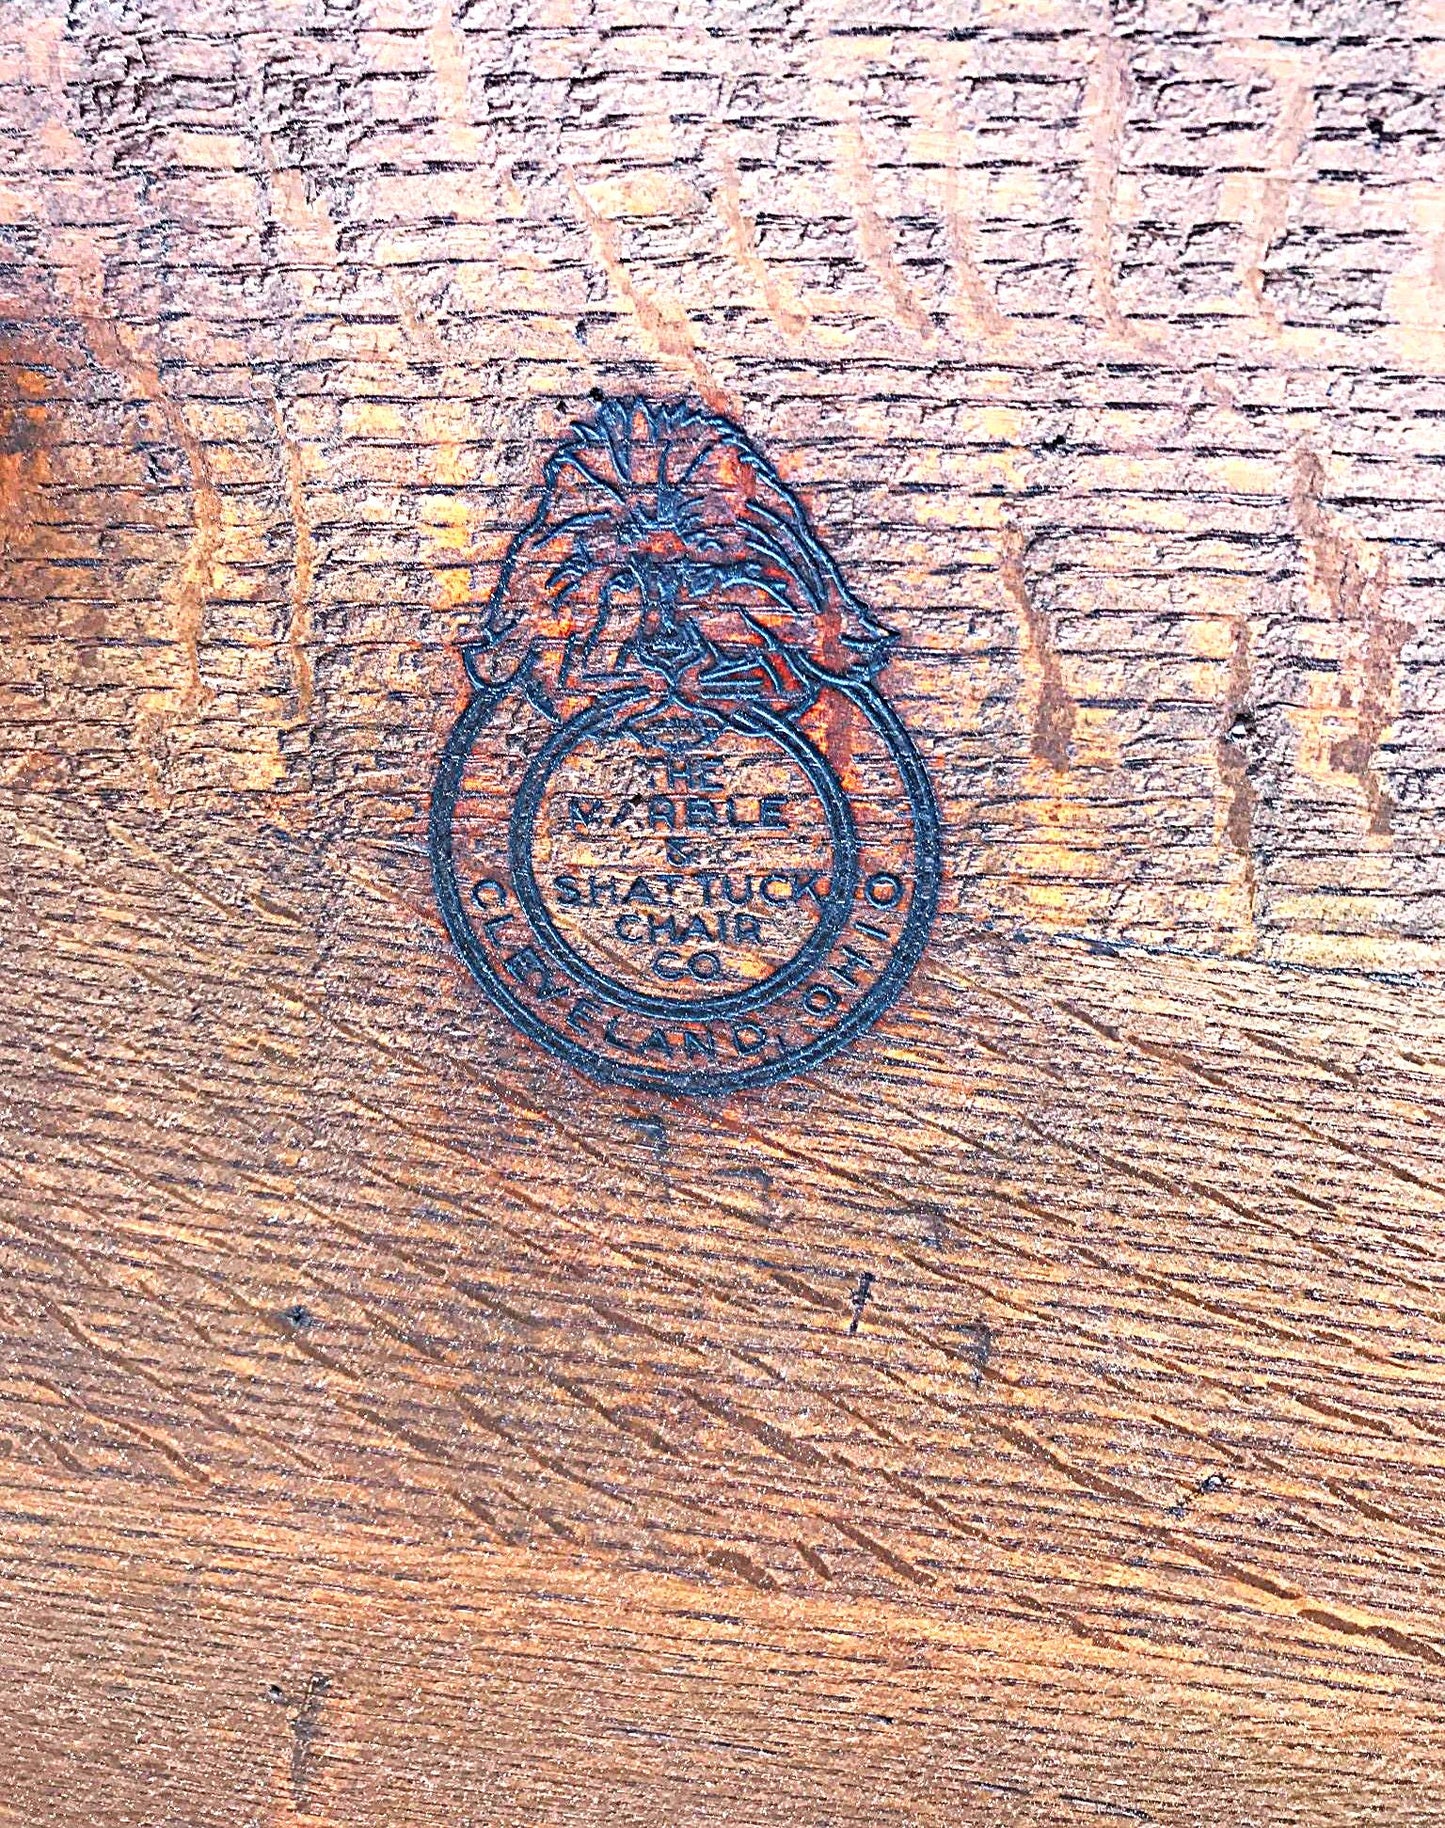 THE
MARBLE
&
SHATTUCK
CHAIR
CO.
CLEVELAND, OHIO